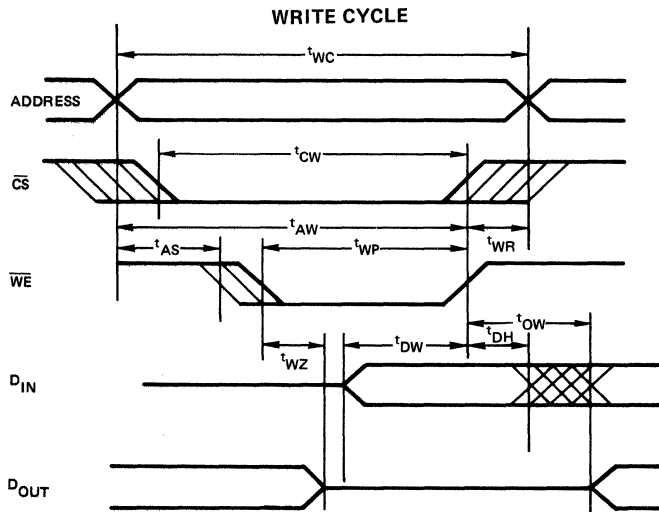 WRITE CYCLE
tWC
ADDRESS
tCW
CS
tAW
tAS
tWP
tWR
WE
tOW
tDW
tDH
tWZ
DIN
DOUT